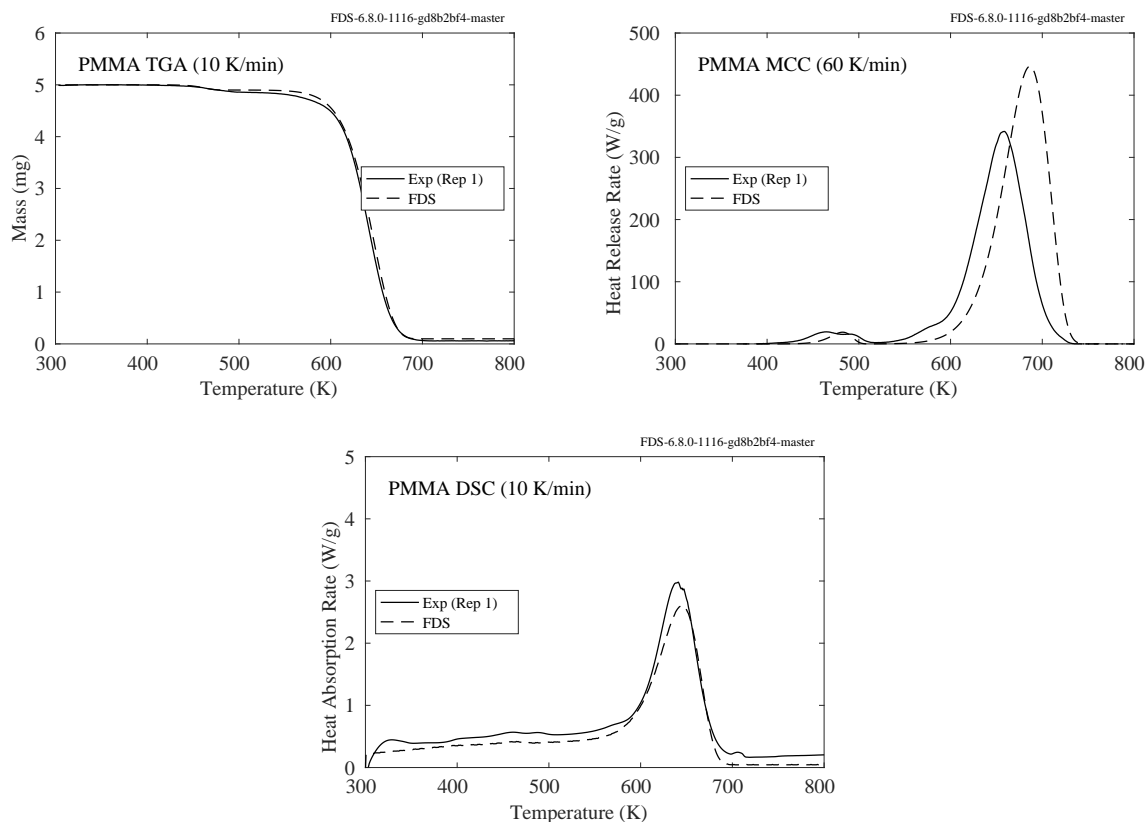 FDS-6.8.0-1116-gd8b2bf4-master
PMMA TGA (10 K/min)
Mass (mg)
5
4
3
2
1
0
Exp (Rep 1)
FDS
300 400 500 600 700 800
Temperature (K)
FDS-6.8.0-1116-gd8b2bf4-master
PMMA MCC (60 K/min)
Heat Release Rate (W/g)
500
400
300
200
100
0
Exp (Rep 1)
FDS
300 400 500 600 700 800
Temperature (K)
FDS-6.8.0-1116-gd8b2bf4-master
PMMA DSC (10 K/min)
Heat Absorption Rate (W/g)
5
4
3
2
1
0
Exp (Rep 1)
FDS
300 400 500 600 700 800
Temperature (K)